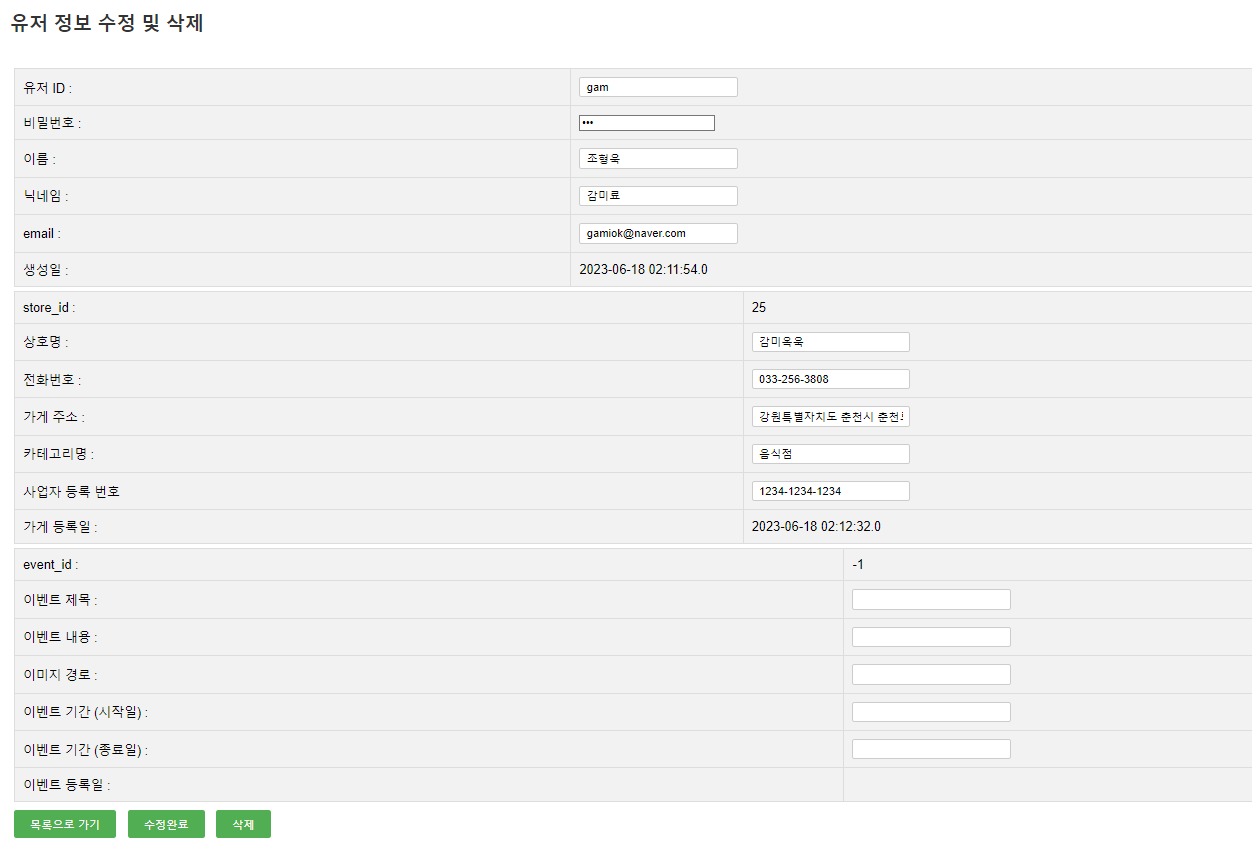 유저 정보 수정 및 삭제
유저 ID : gam
비밀번호 : •••
이름 : 조형욱
닉네임 : 감미료
email : gamiok@naver.com
생성일 : 2023-06-18 02:11:54.0
store_id : 25
상호명 : 감미옥욱
전화번호 : 033-256-3808
가게 주소 : 강원특별자치도 춘천시 춘천로
카테고리명 : 음식점
사업자 등록 번호 1234-1234-1234
가게 등록일 : 2023-06-18 02:12:32.0
event_id : -1
이벤트 제목 :
이벤트 내용 :
이미지 경로 :
이벤트 기간 (시작일) :
이벤트 기간 (종료일) :
이벤트 등록일 :
목록으로 가기 수정완료 삭제